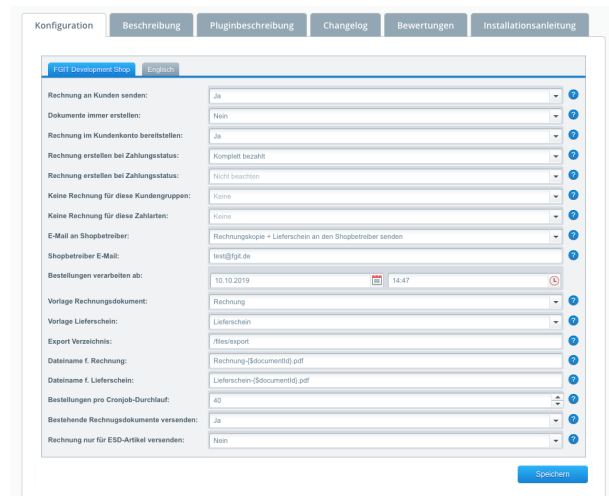 Konfiguration Beschreibung Pluginbeschreibung Changelog Bewertungen Installationsanleitung
FGIT Development Shop Englisch
Rechnung an Kunden senden: Ja
Dokumente immer erstellen: Nein
Rechnung im Kundenkonto bereitstellen: Ja
Rechnung erstellen bei Zahlungsstatus: Komplett bezahlt
Rechnung erstellen bei Zahlungsstatus: Nicht beachten
Keine Rechnung für diese Kundengruppen: Keine
Keine Rechnung für diese Zahlarten: Keine
E-Mail an Shopbetreiber: Rechnungskopie + Lieferschein an den Shopbetreiber senden
Shopbetreiber E-Mail: test@fgit.de
Bestellungen verarbeiten ab: 10.10.2019 14:47
Vorlage Rechnungsdokument: Rechnung
Vorlage Lieferschein: Lieferschein
Export Verzeichnis: /files/export
Dateiname f. Rechnung: Rechnung-{$documentId}.pdf
Dateiname f. Lieferschein: Lieferschein-{$documentId}.pdf
Bestellungen pro Cronjob-Durchlauf: 40
Bestehende Rechnugsdokumente versenden: Ja
Rechnung nur für ESD-Artikel versenden: Nein
Speichern